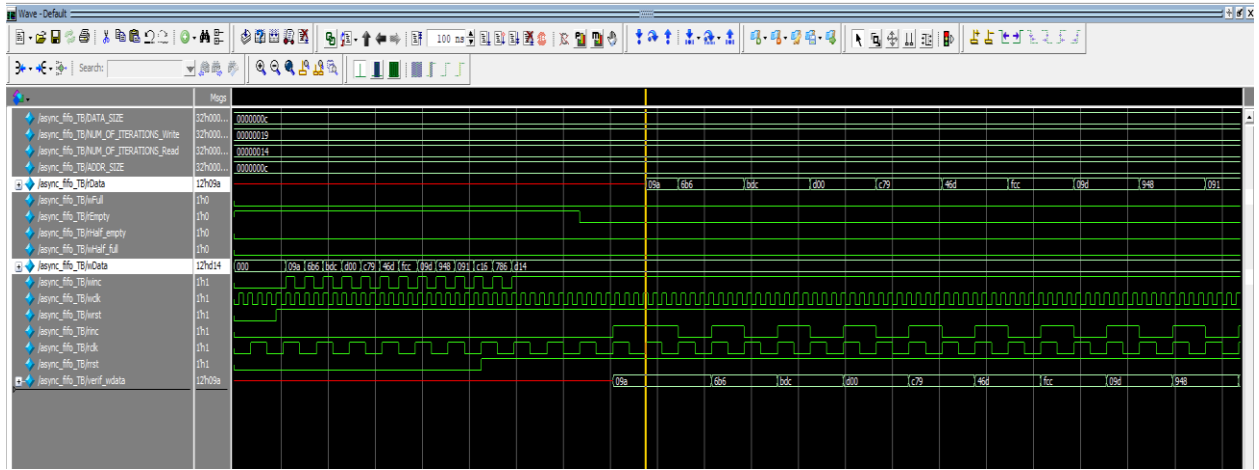 Wave - Default
100 ns
Search:
Msgs
/async_fifo_TB/DATA_SIZE 32'h000... 0000000c
/async_fifo_TB/NUM_OF_ITERATIONS_Write 32'h000... 00000019
/async_fifo_TB/NUM_OF_ITERATIONS_Read 32'h000... 00000014
/async_fifo_TB/ADDR_SIZE 32'h000... 0000000c
/async_fifo_TB/rData 12'h09a 09a 6b6 bdc d00 c79 46d fcc 09d 948 091
/async_fifo_TB/wFull 1'h0
/async_fifo_TB/rEmpty 1'h0
/async_fifo_TB/rHalf_empty 1'h0
/async_fifo_TB/wHalf_full 1'h0
/async_fifo_TB/wData 12'hd14 000 09a 6b6 bdc d00 c79 46d fcc 09d 948 091 c16 786 d14
/async_fifo_TB/winc 1'h1
/async_fifo_TB/wclk 1'h1
/async_fifo_TB/wrst 1'h1
/async_fifo_TB/rinc 1'h1
/async_fifo_TB/rclk 1'h1
/async_fifo_TB/rrst 1'h1
/async_fifo_TB/verif_wdata 12'h09a 09a 6b6 bdc d00 c79 46d fcc 09d 948